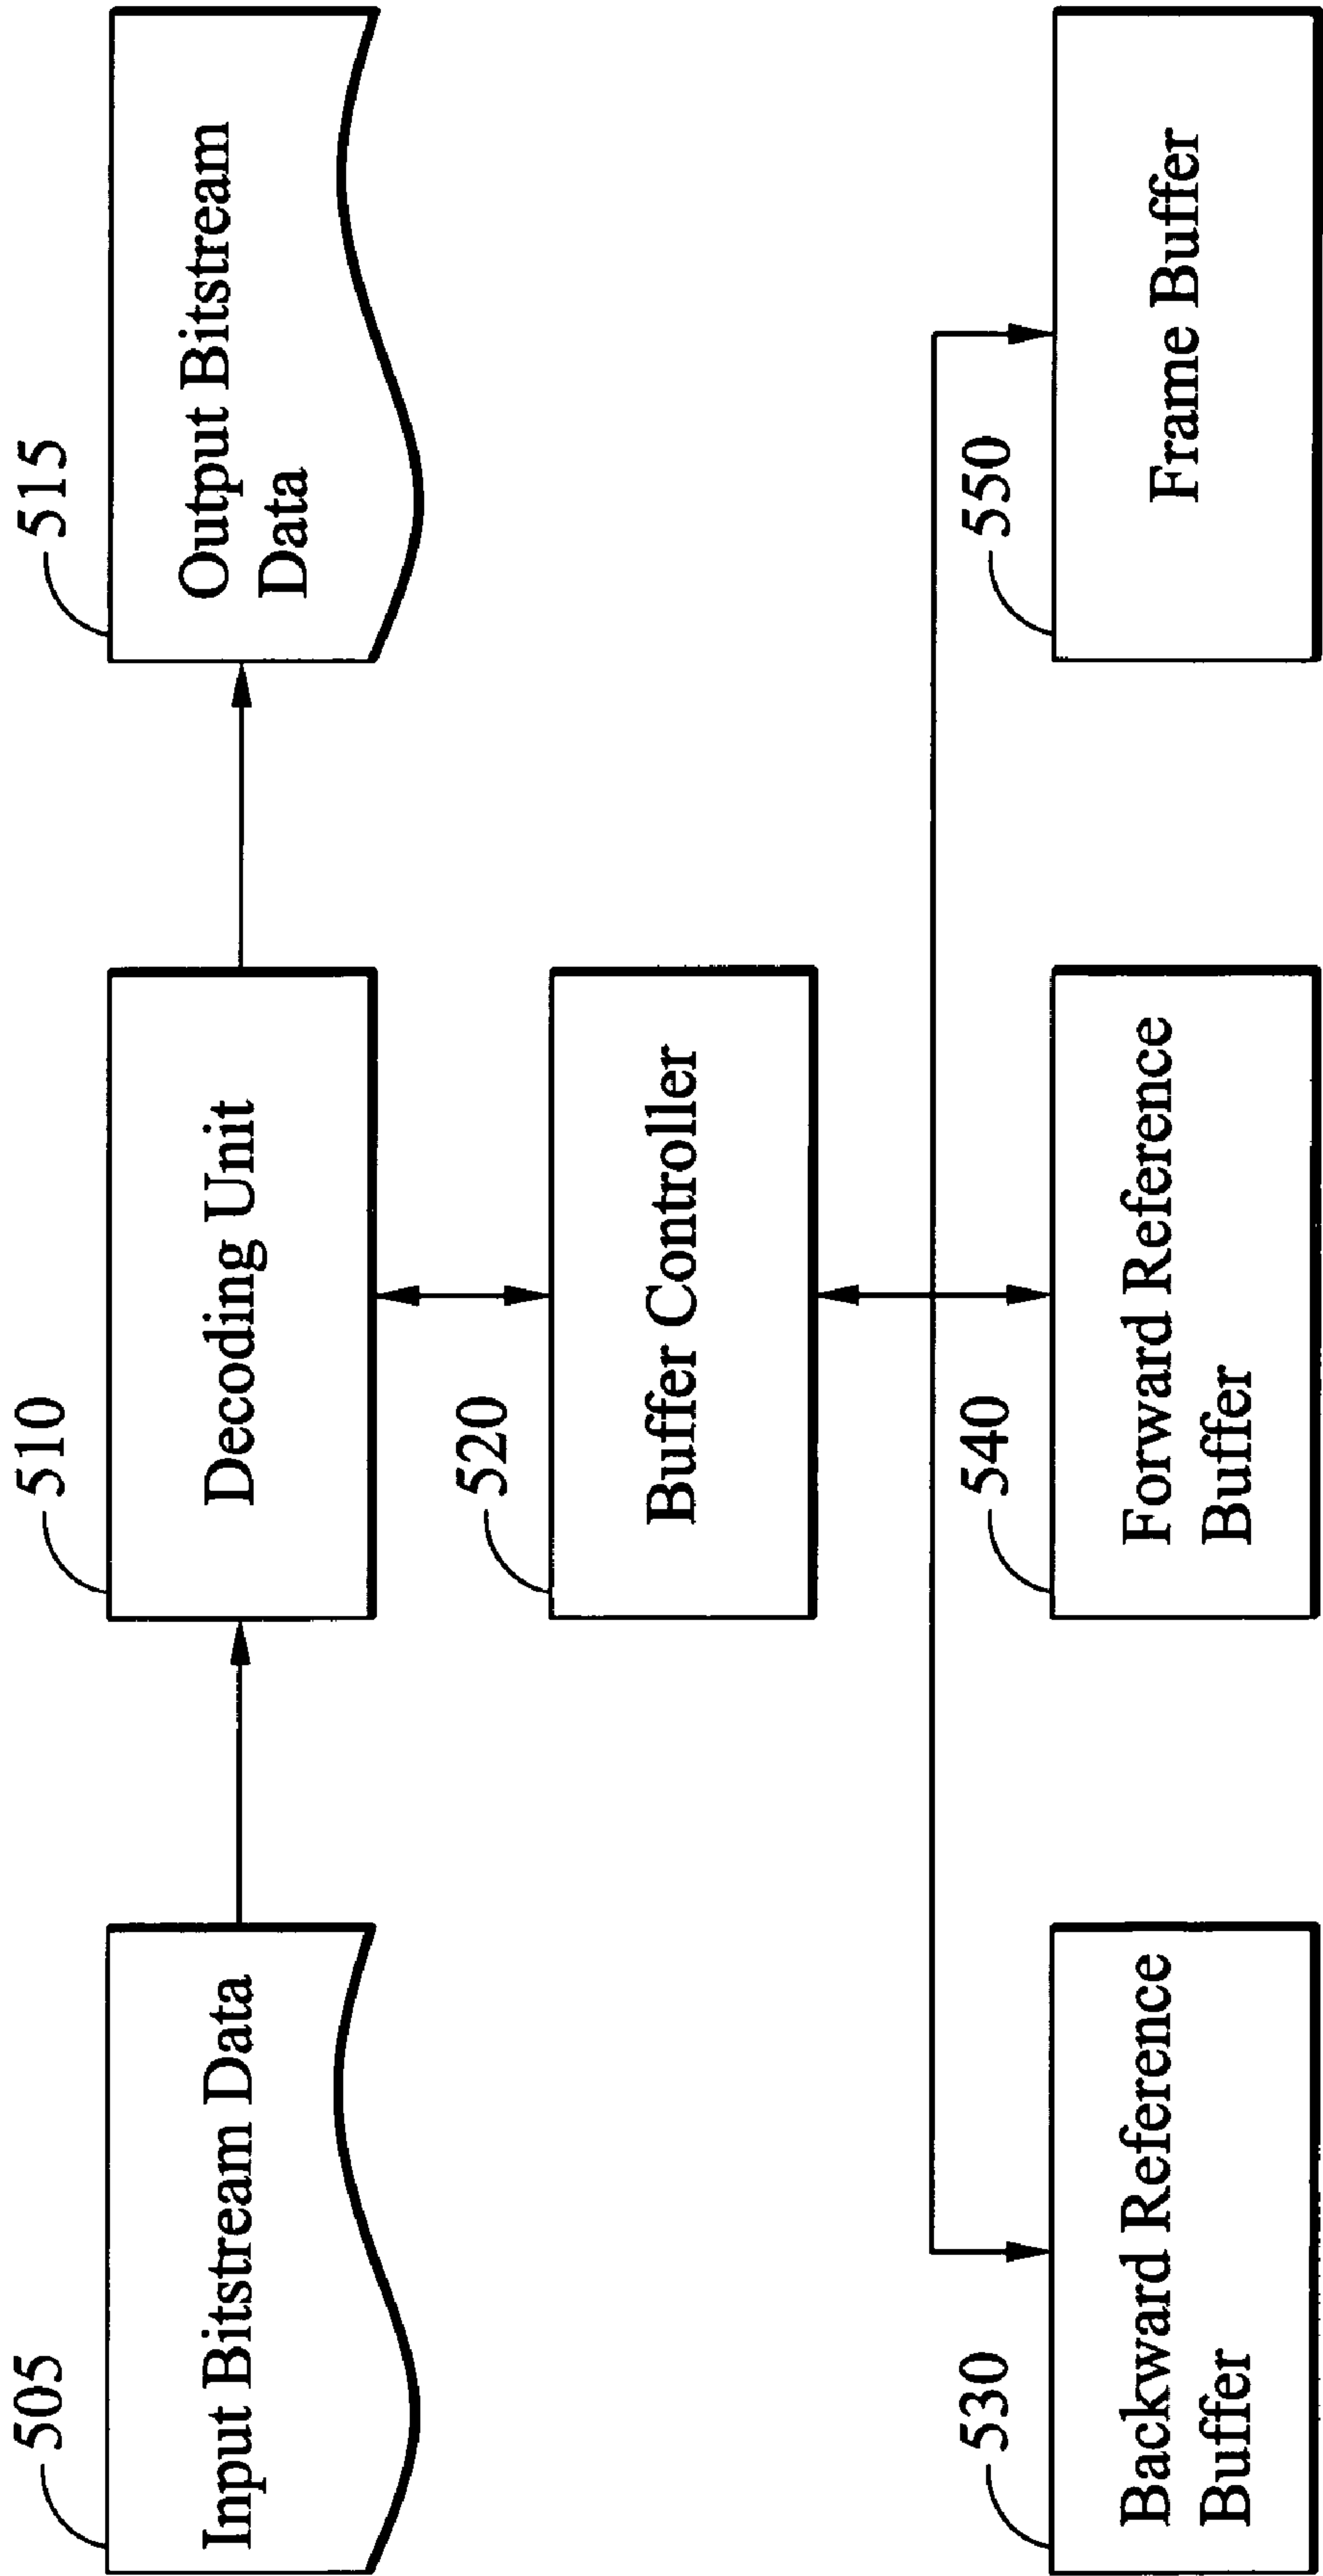 505
Input Bitstream Data
510
Decoding Unit
515
Output Bitstream
Data
520
Buffer Controller
530
Backward Reference
Buffer
540
Forward Reference
Buffer
550
Frame Buffer